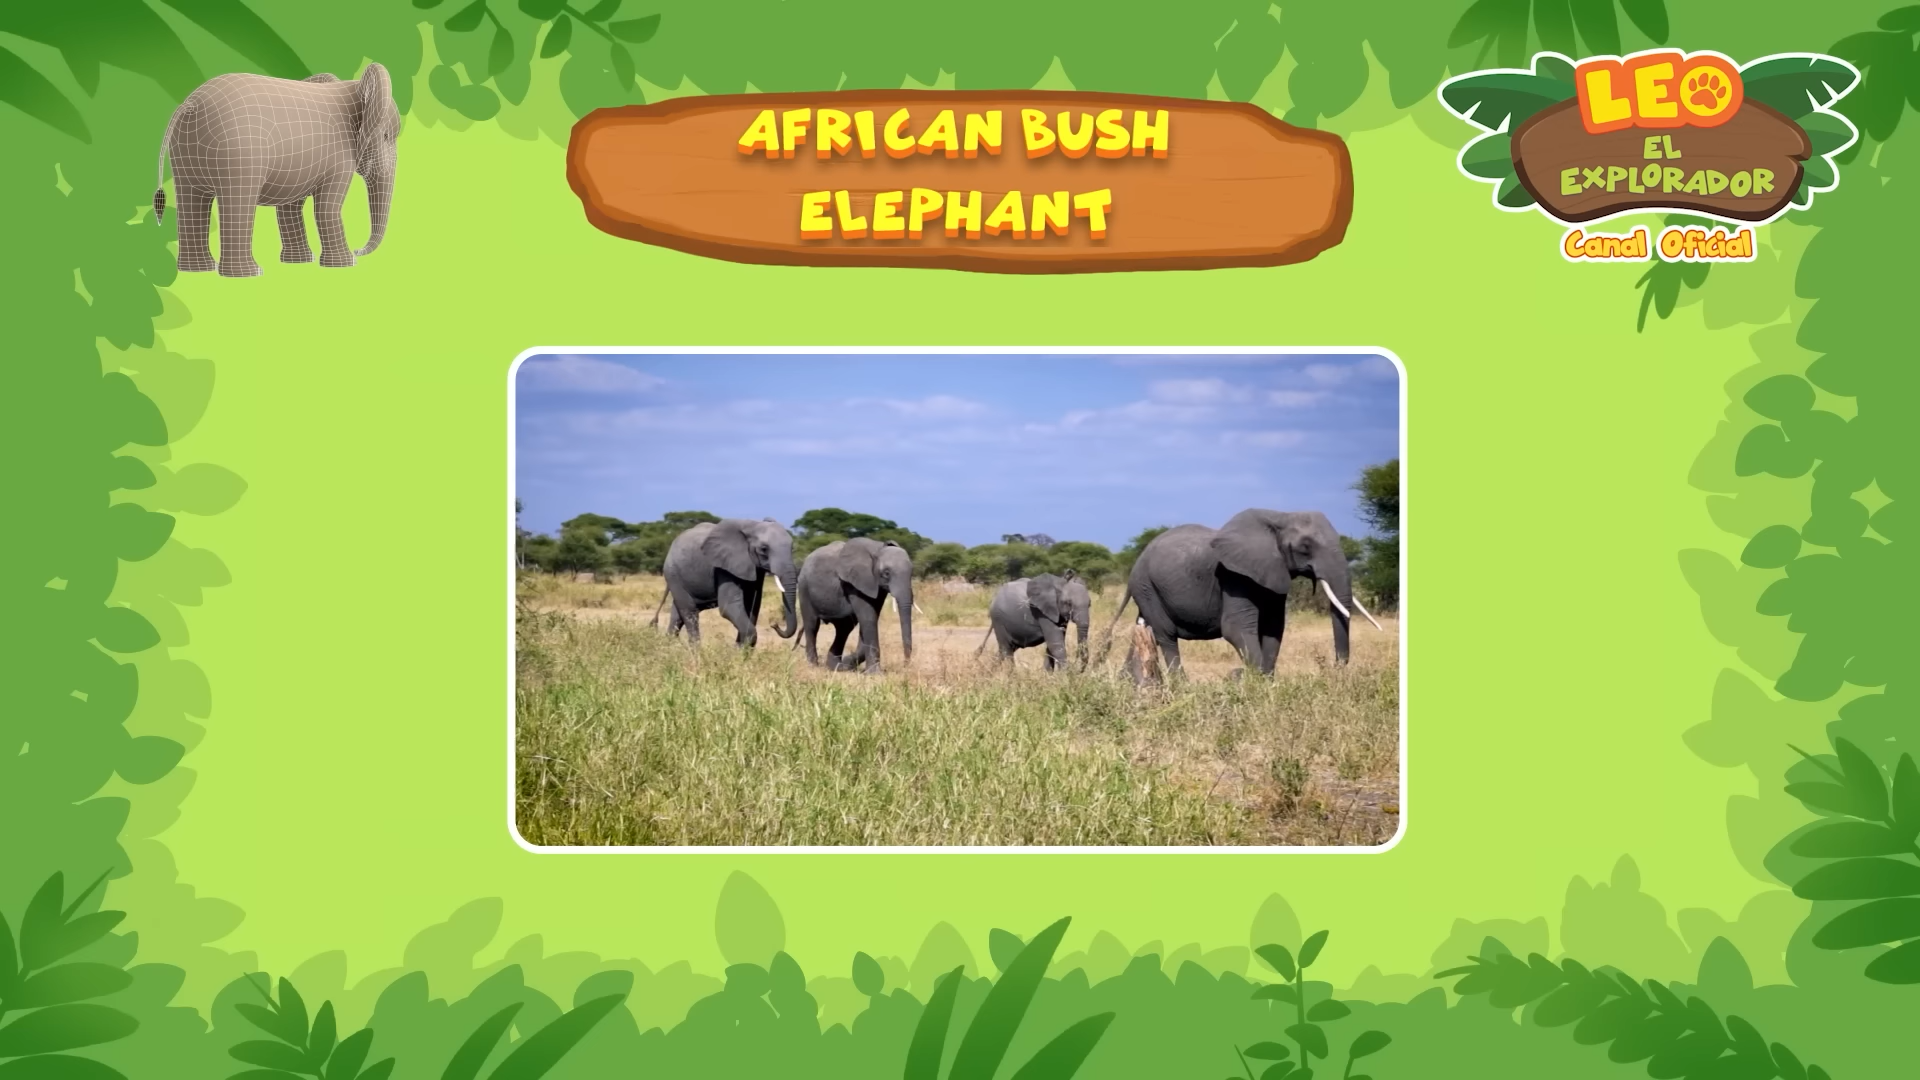 AFRICAN BUSH
ELEPHANT
LEO
EL
EXPLORADOR
Canal Oficial